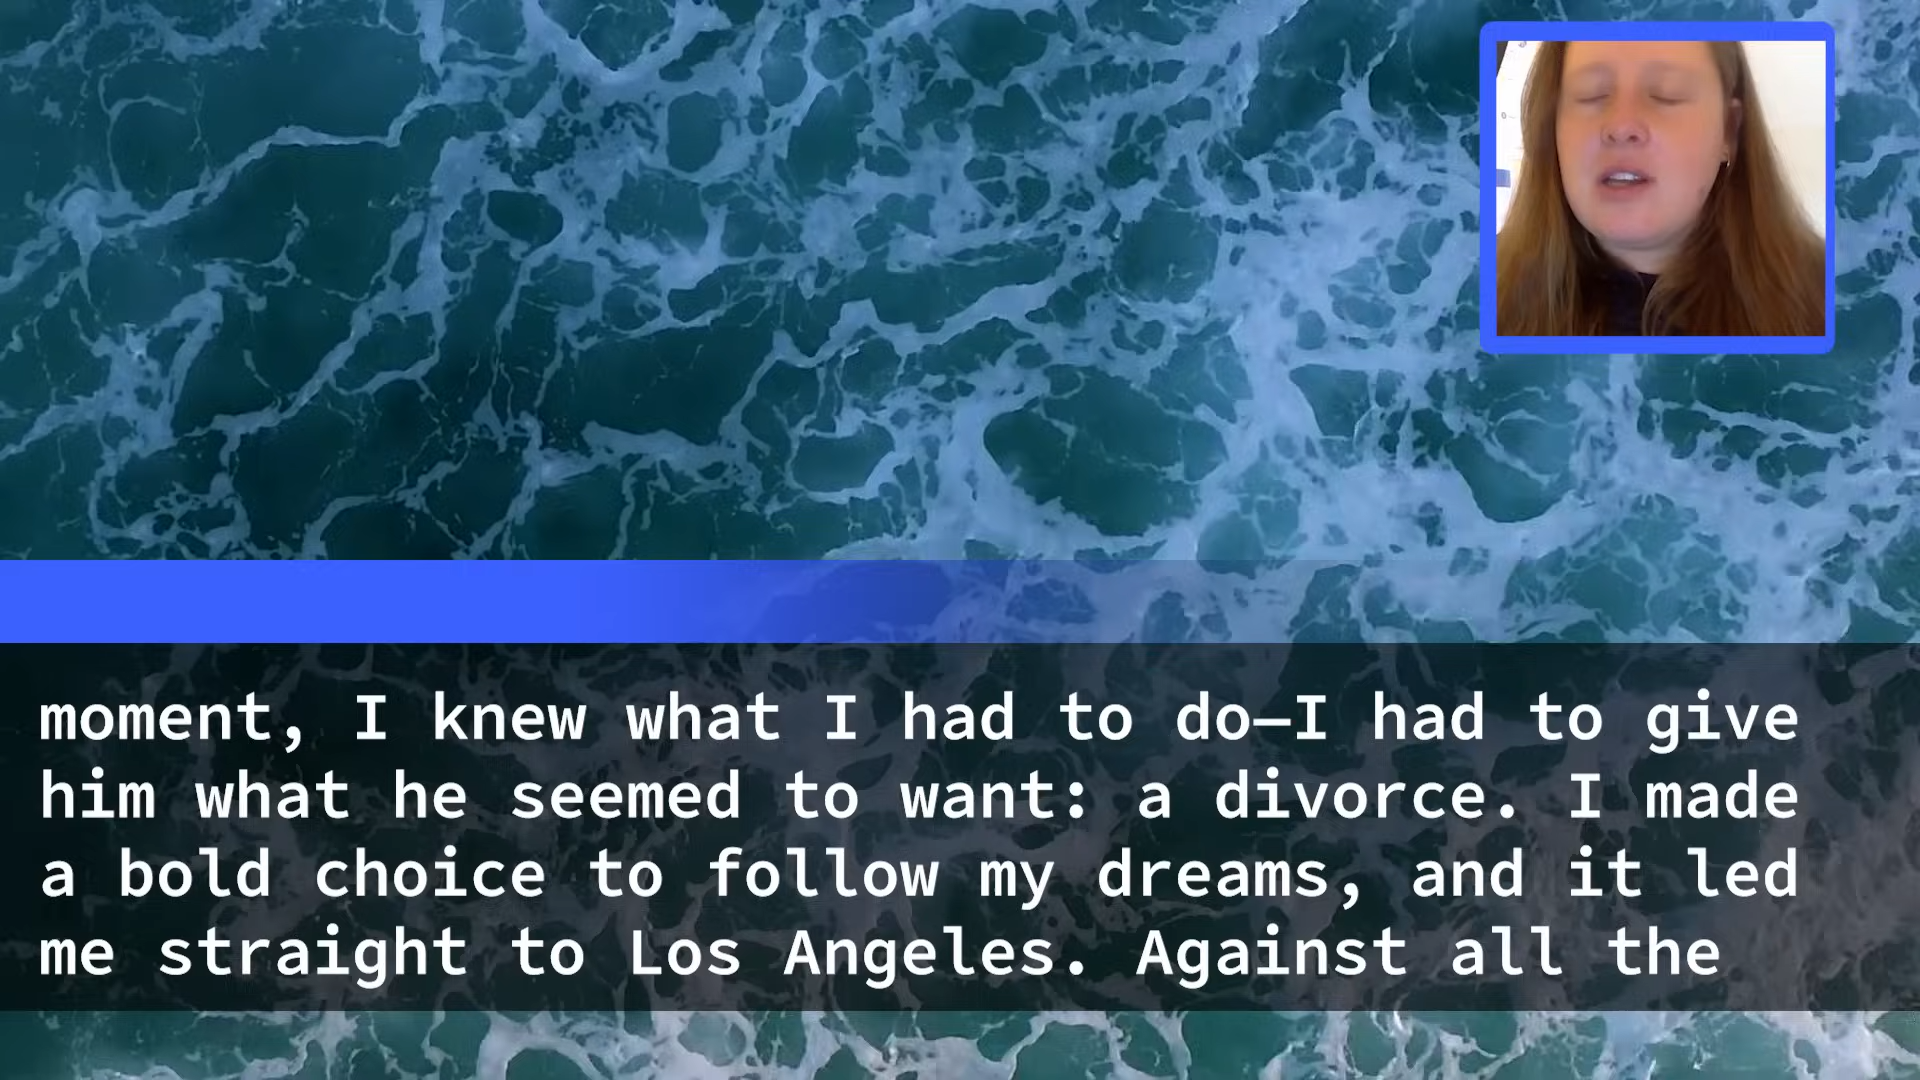 moment, I knew what I had to do—I had to give
him what he seemed to want: a divorce. I made
a bold choice to follow my dreams, and it led
me straight to Los Angeles. Against all the